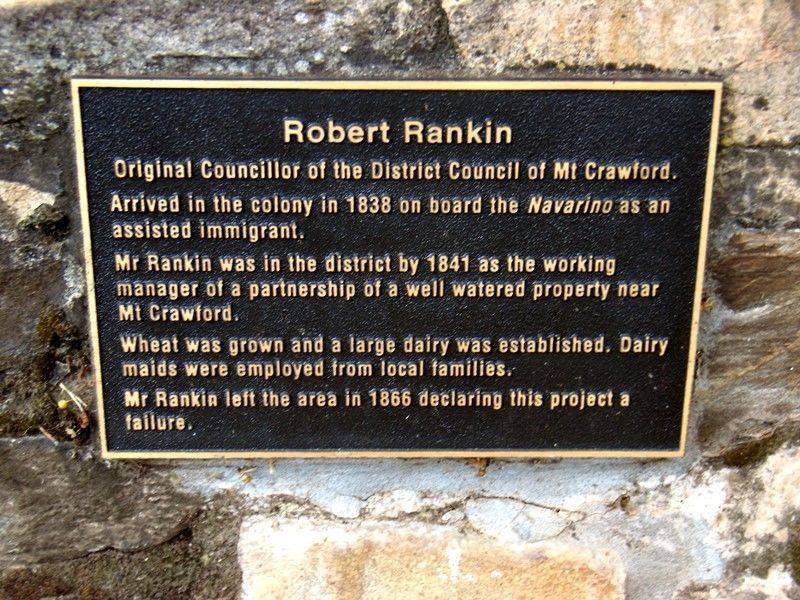 Robert Rankin
Original Councillor of the District Council of Mt Crawford.
Arrived in the colony in 1838 on board the Navarino as an
assisted immigrant.
Mr Rankin was in the district by 1841 as the working
manager of a partnership of a well watered property near
Mt Crawford.
Wheat was grown and a large dairy was established. Dairy
maids were employed from local families.
Mr Rankin left the area in 1866 declaring this project a
failure.